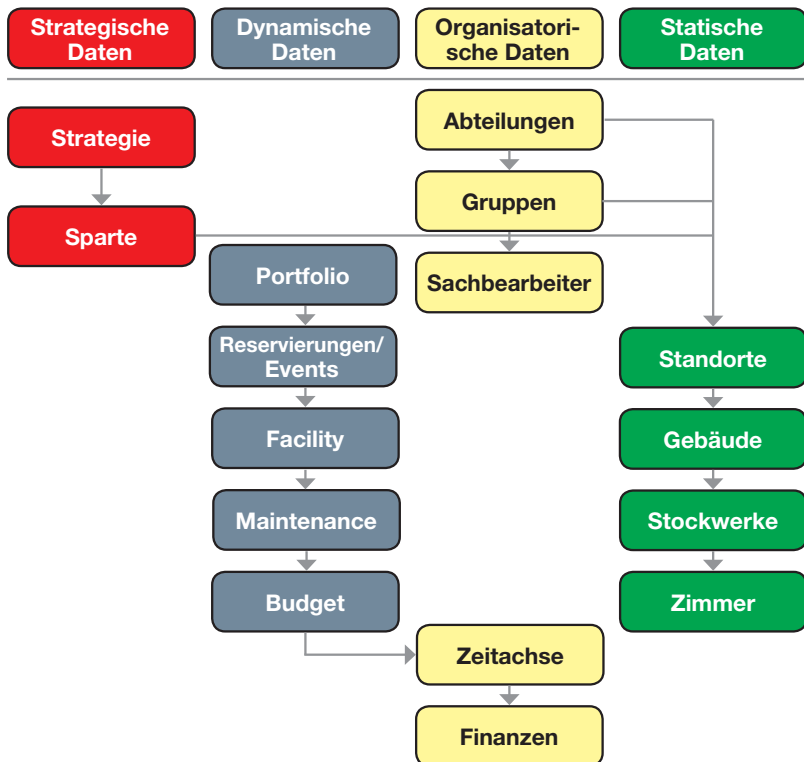 Strategische
Daten
Dynamische
Daten
Organisatori-
sche Daten
Statische
Daten
Strategie
Sparte
Portfolio
Reservierungen/
Events
Facility
Maintenance
Budget
Abteilungen
Gruppen
Sachbearbeiter
Zeitachse
Finanzen
Standorte
Gebäude
Stockwerke
Zimmer